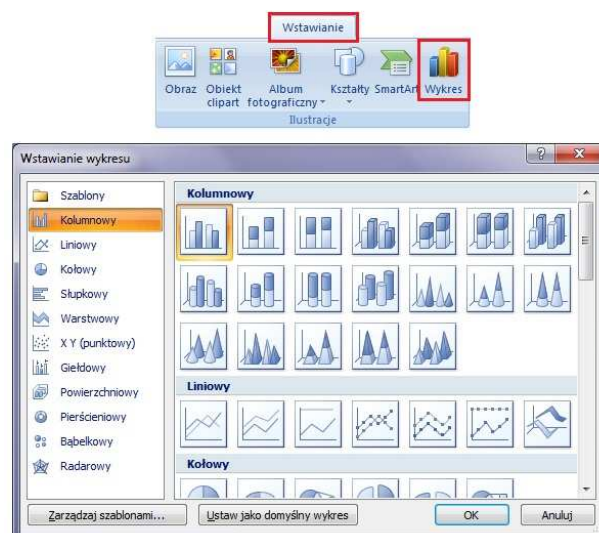 Wstawianie
Obraz Obiekt clipart Album fotograficzny Kształty SmartArt Wykres
Ilustracje
Wstawianie wykresu
Szablony
Kolumnowy
Liniowy
Kołowy
Słupkowy
Warstwowy
X Y (punktowy)
Giełdowy
Powierzchniowy
Pierścieniowy
Bąbelkowy
Radarowy
Kolumnowy
Liniowy
Kołowy
Zarządzaj szablonami...
Ustaw jako domyślny wykres
OK
Anuluj